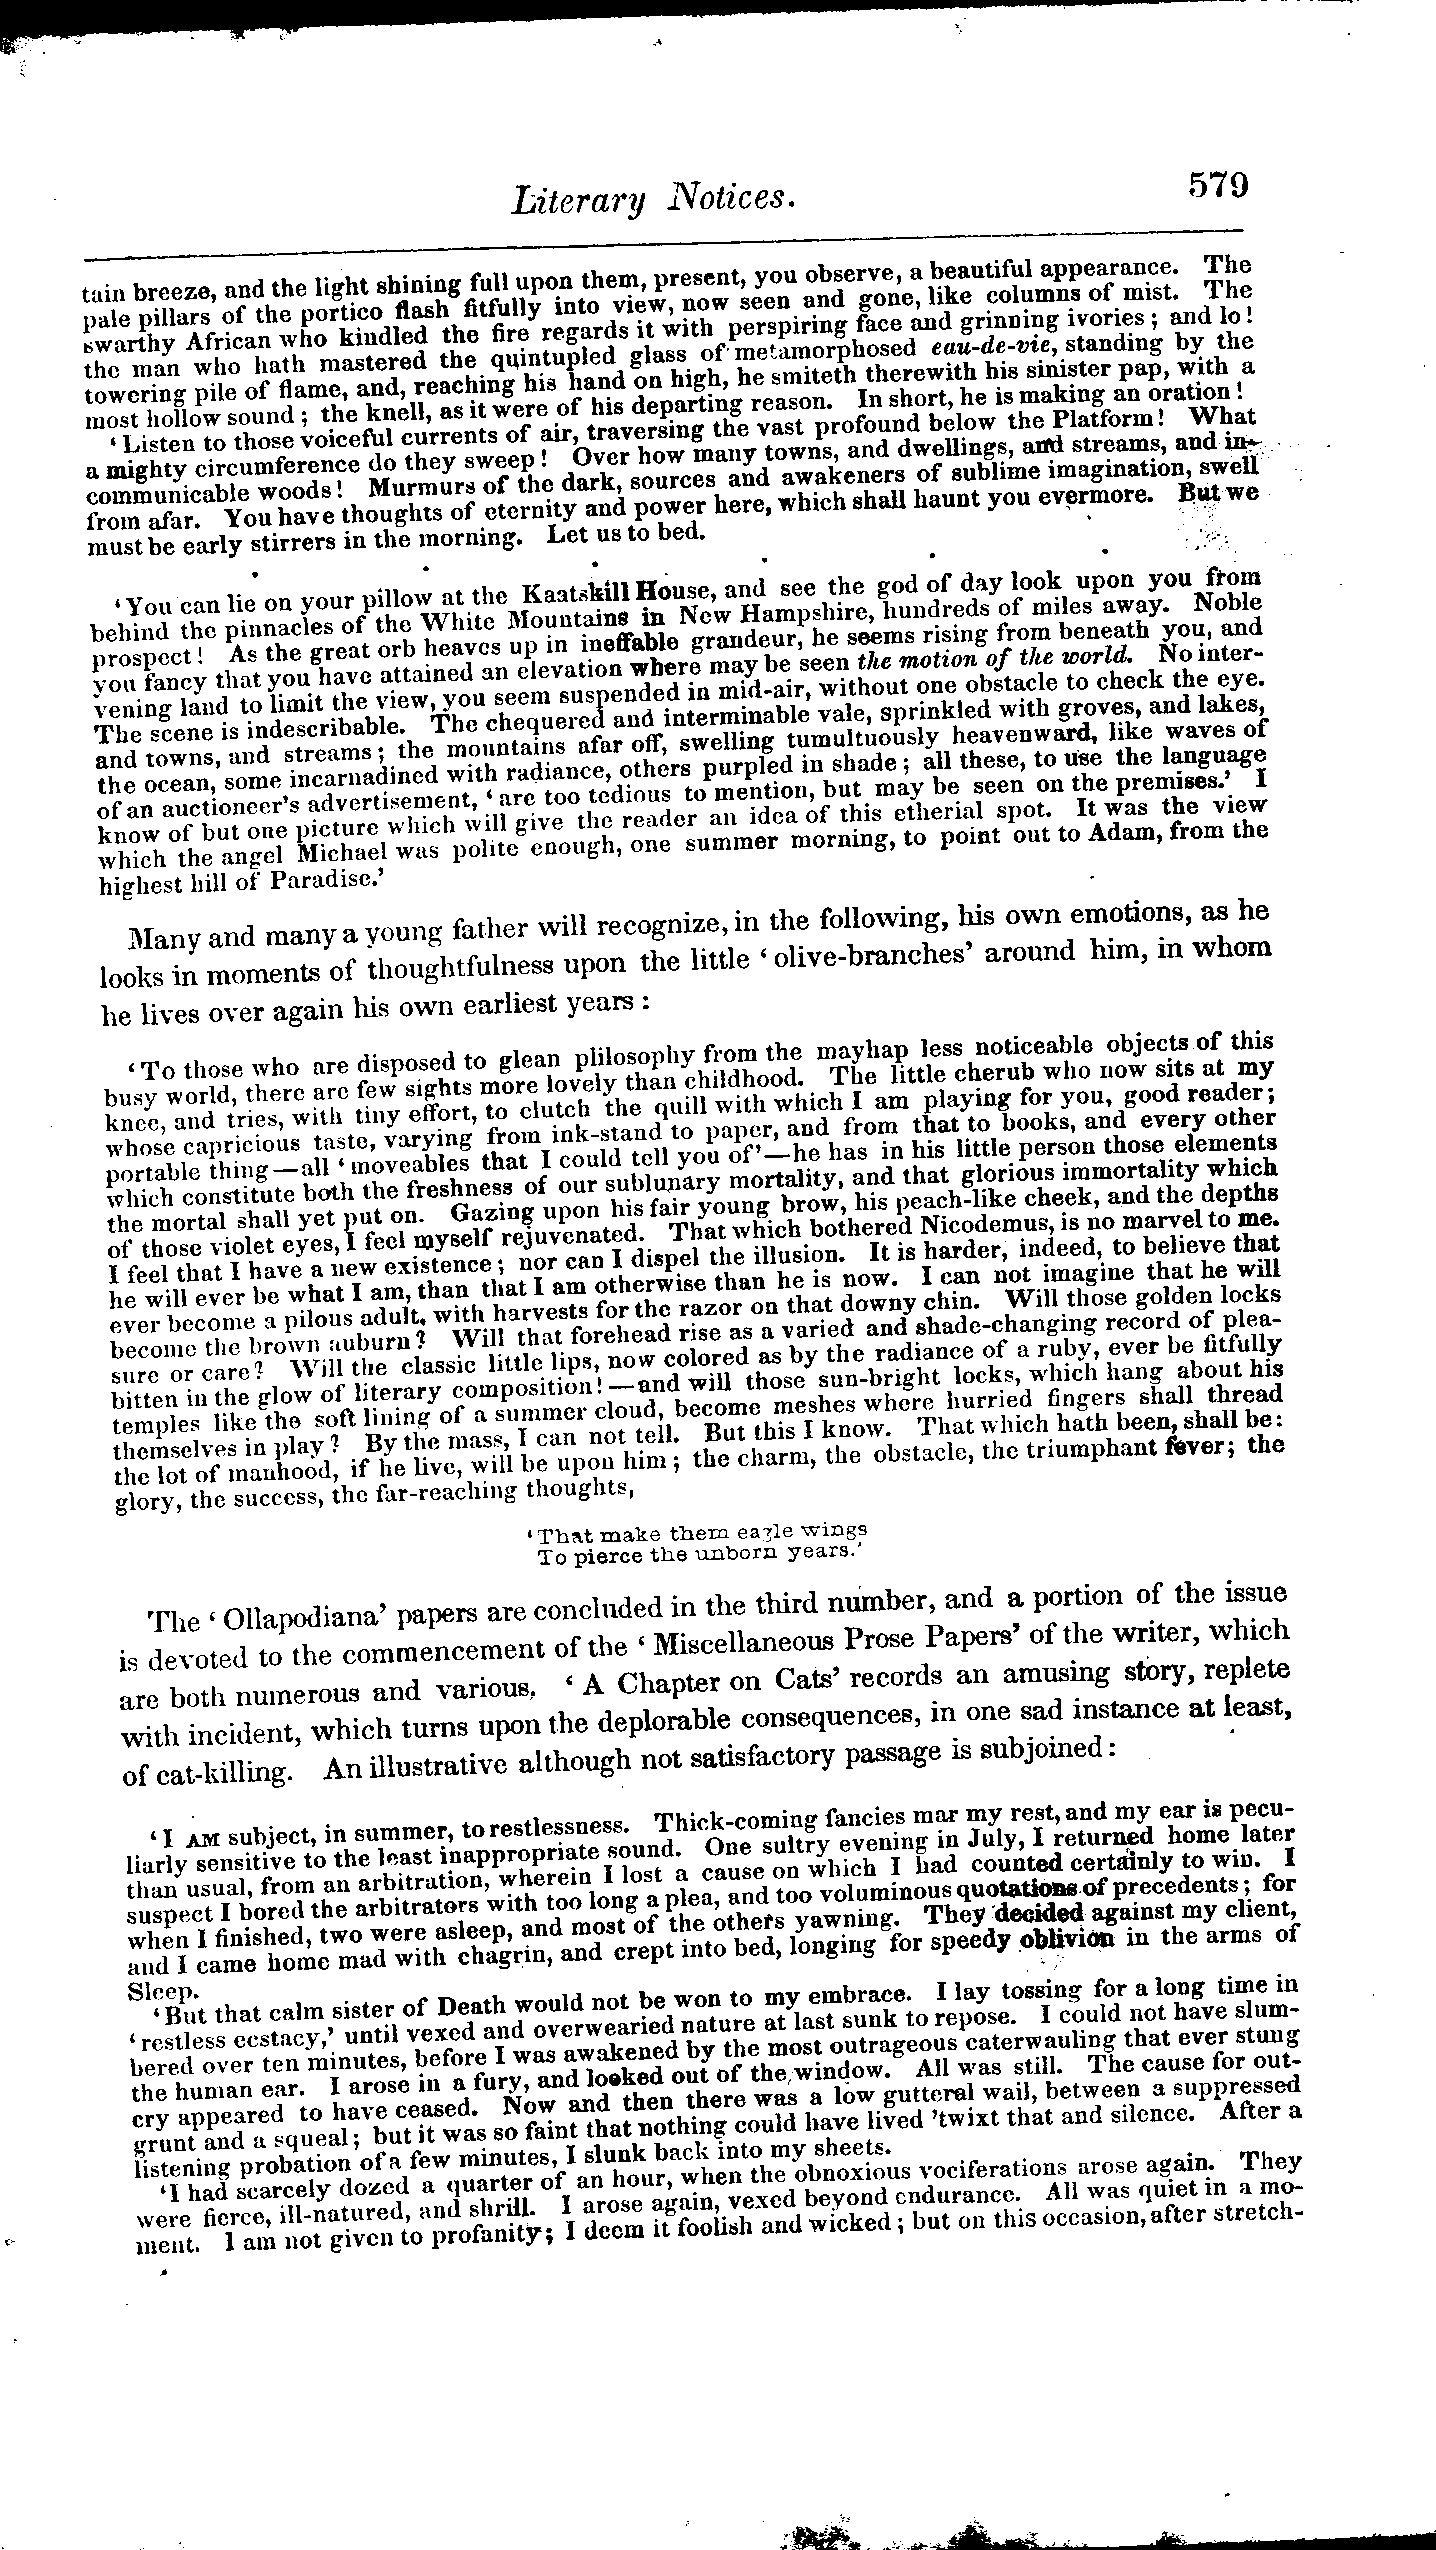 Literary Notices. 579
tain breeze, and the light shining full upon them, present, you observe, a beautiful appearance. The
pale pillars of the portico flash fitfully into view, now seen and gone, like columns of mist. The
swarthy African who kindled the fire regards it with perspiring face and grinning ivories; and lo!
the man who hath mastered the quintupled glass of metamorphosed eau-de-vie, standing by the
towering pile of flame, and, reaching his hand on high, he smiteth therewith his sinister pap, with a
most hollow sound; the knell, as it were of his departing reason. In short, he is making an oration!
'Listen to those voiceful currents of air, traversing the vast profound below the Platform! What
a mighty circumference do they sweep! Over how many towns, and dwellings, and streams, and in-
communicable woods! Murmurs of the dark, sources and awakeners of sublime imagination, swell
from afar. You have thoughts of eternity and power here, which shall haunt you evermore. But we
must be early stirrers in the morning. Let us to bed.
. . . . . .
'You can lie on your pillow at the Kaatskill House, and see the god of day look upon you from
behind the pinnacles of the White Mountains in New Hampshire, hundreds of miles away. Noble
prospect! As the great orb heaves up in ineffable grandeur, he seems rising from beneath you, and
you fancy that you have attained an elevation where may be seen the motion of the world. No inter-
vening land to limit the view, you seem suspended in mid-air, without one obstacle to check the eye.
The scene is indescribable. The chequered and interminable vale, sprinkled with groves, and lakes,
and towns, and streams; the mountains afar off, swelling tumultuously heavenward, like waves of
the ocean, some incarnadined with radiance, others purpled in shade; all these, to use the language
of an auctioneer's advertisement, 'are too tedious to mention, but may be seen on the premises.' I
know of but one picture which will give the reader an idea of this etherial spot. It was the view
which the angel Michael was polite enough, one summer morning, to point out to Adam, from the
highest hill of Paradise.'
Many and many a young father will recognize, in the following, his own emotions, as he
looks in moments of thoughtfulness upon the little 'olive-branches' around him, in whom
he lives over again his own earliest years:
'To those who are disposed to glean plilosophy from the mayhap less noticeable objects of this
busy world, there are few sights more lovely than childhood. The little cherub who now sits at my
knee, and tries, with tiny effort, to clutch the quill with which I am playing for you, good reader;
whose capricious taste, varying from ink-stand to paper, and from that to books, and every other
portable thing—all 'moveables that I could tell you of'—he has in his little person those elements
which constitute both the freshness of our sublunary mortality, and that glorious immortality which
the mortal shall yet put on. Gazing upon his fair young brow, his peach-like cheek, and the depths
of those violet eyes, I feel myself rejuvenated. That which bothered Nicodemus, is no marvel to me.
I feel that I have a new existence; nor can I dispel the illusion. It is harder, indeed, to believe that
he will ever be what I am, than that I am otherwise than he is now. I can not imagine that he will
ever become a pilous adult, with harvests for the razor on that downy chin. Will those golden locks
become the brown auburn? Will that forehead rise as a varied and shade-changing record of plea-
sure or care? Will the classic little lips, now colored as by the radiance of a ruby, ever be fitfully
bitten in the glow of literary composition!—and will those sun-bright locks, which hang about his
temples like the soft lining of a summer cloud, become meshes where hurried fingers shall thread
themselves in play? By the mass, I can not tell. But this I know. That which hath been, shall be:
the lot of manhood, if he live, will be upon him; the charm, the obstacle, the triumphant fever; the
glory, the success, the far-reaching thoughts,
'That make them eagle wings
To pierce the unborn years.'
The 'Ollapodiana' papers are concluded in the third number, and a portion of the issue
is devoted to the commencement of the 'Miscellaneous Prose Papers' of the writer, which
are both numerous and various. 'A Chapter on Cats' records an amusing story, replete
with incident, which turns upon the deplorable consequences, in one sad instance at least,
of cat-killing. An illustrative although not satisfactory passage is subjoined:
'I AM subject, in summer, to restlessness. Thick-coming fancies mar my rest, and my ear is pecu-
liarly sensitive to the least inappropriate sound. One sultry evening in July, I returned home later
than usual, from an arbitration, wherein I lost a cause on which I had counted certainly to win. I
suspect I bored the arbitrators with too long a plea, and too voluminous quotations of precedents; for
when I finished, two were asleep, and most of the others yawning. They decided against my client,
and I came home mad with chagrin, and crept into bed, longing for speedy oblivion in the arms of
Sleep.
'But that calm sister of Death would not be won to my embrace. I lay tossing for a long time in
'restless ecstacy,' until vexed and overwearied nature at last sunk to repose. I could not have slum-
bered over ten minutes, before I was awakened by the most outrageous caterwauling that ever stung
the human ear. I arose in a fury, and looked out of the window. All was still. The cause for out-
cry appeared to have ceased. Now and then there was a low gutteral wail, between a suppressed
grunt and a squeal; but it was so faint that nothing could have lived 'twixt that and silence. After a
listening probation of a few minutes, I slunk back into my sheets.
'I had scarcely dozed a quarter of an hour, when the obnoxious vociferations arose again. They
were fierce, ill-natured, and shrill. I arose again, vexed beyond endurance. All was quiet in a mo-
ment. I am not given to profanity; I deem it foolish and wicked; but on this occasion, after stretch-